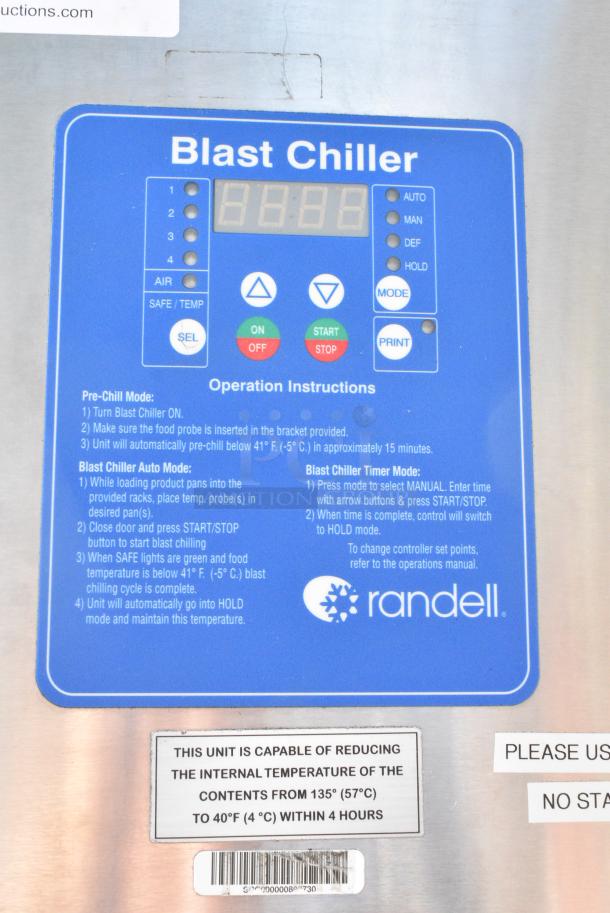 uctions.com
Blast Chiller
1
2
3
4
AIR
SAFE / TEMP
SEL
AUTO
MAN
DEF
HOLD
MODE
ON
OFF
START
STOP
PRINT
Operation Instructions
Pre-Chill Mode:
1) Turn Blast Chiller ON.
2) Make sure the food probe is inserted in the bracket provided.
3) Unit will automatically pre-chill below 41° F. (-5° C.) in approximately 15 minutes.
Blast Chiller Auto Mode:
1) While loading product pans into the
provided racks, place temp. probe(s) in
desired pan(s).
2) Close door and press START/STOP
button to start blast chilling
3) When SAFE lights are green and food
temperature is below 41° F. (-5° C.) blast
chilling cycle is complete.
4) Unit will automatically go into HOLD
mode and maintain this temperature.
Blast Chiller Timer Mode:
1) Press mode to select MANUAL. Enter time
with arrow buttons & press START/STOP.
2) When time is complete, control will switch
to HOLD mode.
To change controller set points,
refer to the operations manual.
randell
THIS UNIT IS CAPABLE OF REDUCING
THE INTERNAL TEMPERATURE OF THE
CONTENTS FROM 135° (57°C)
TO 40°F (4 °C) WITHIN 4 HOURS
PLEASE US
NO STA